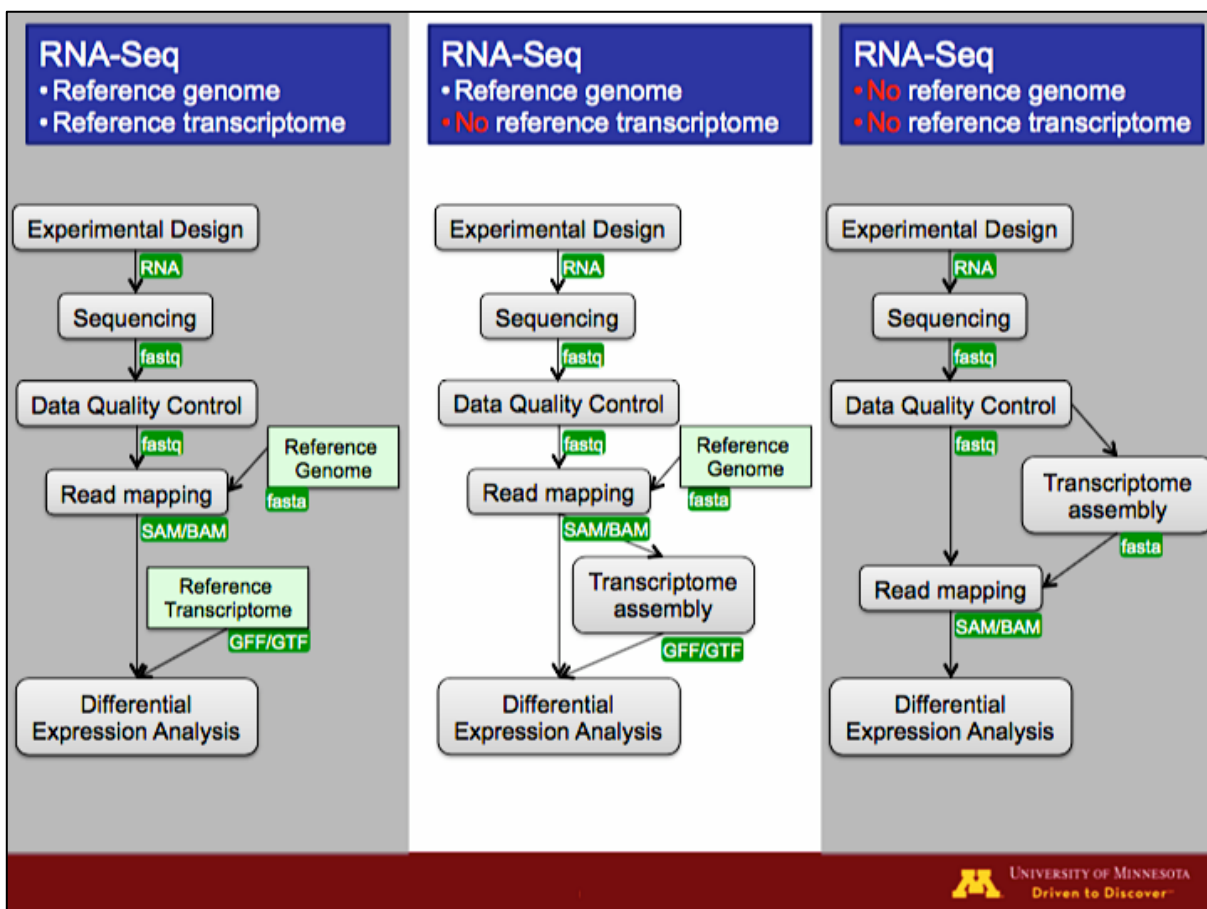 RNA-Seq
• Reference genome
• Reference transcriptome
Experimental Design
RNA
Sequencing
fastq
Data Quality Control
fastq
Reference
Genome
fasta
Read mapping
SAM/BAM
Reference
Transcriptome
GFF/GTF
Differential
Expression Analysis
RNA-Seq
• Reference genome
• No reference transcriptome
Experimental Design
RNA
Sequencing
fastq
Data Quality Control
fastq
Reference
Genome
fasta
Read mapping
SAM/BAM
Transcriptome
assembly
GFF/GTF
Differential
Expression Analysis
RNA-Seq
• No reference genome
• No reference transcriptome
Experimental Design
RNA
Sequencing
fastq
Data Quality Control
fastq
Transcriptome
assembly
fasta
Read mapping
SAM/BAM
Differential
Expression Analysis
M
UNIVERSITY OF MINNESOTA
Driven to Discover℠